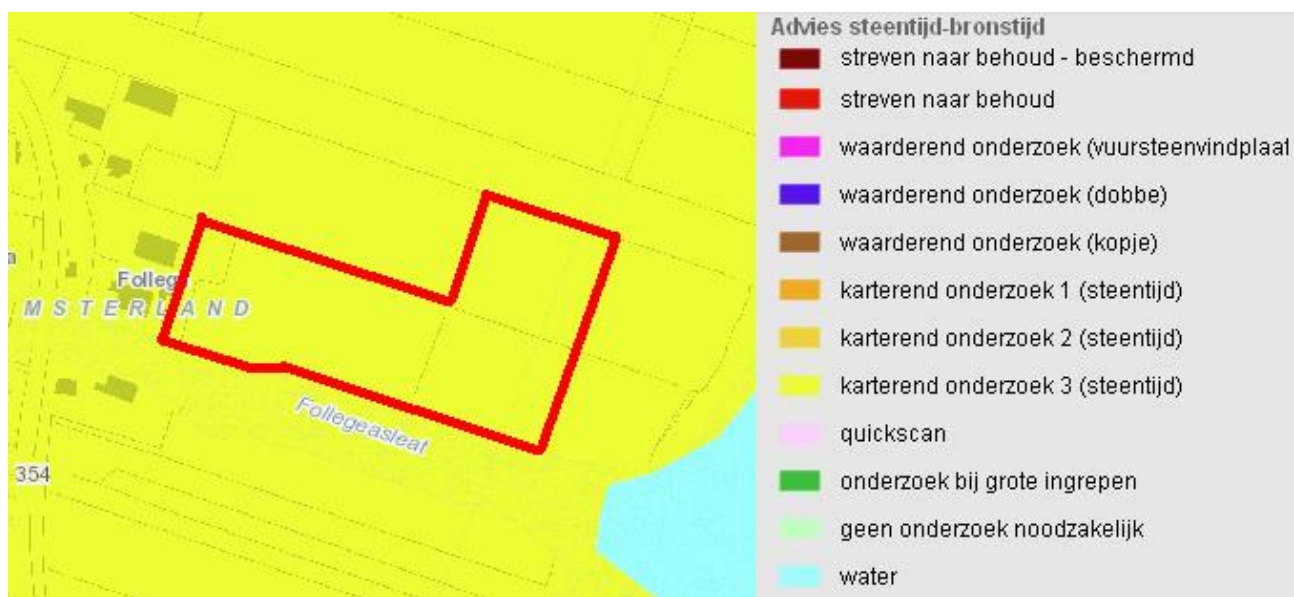 Follega
MSTERLAND
Follegeasleat
354
Advies steentijd-bronstijd
streven naar behoud - beschermd
streven naar behoud
waarderend onderzoek (vuursteenvindplaat
waarderend onderzoek (dobbe)
waarderend onderzoek (kopje)
karterend onderzoek 1 (steentijd)
karterend onderzoek 2 (steentijd)
karterend onderzoek 3 (steentijd)
quickscan
onderzoek bij grote ingrepen
geen onderzoek noodzakelijk
water